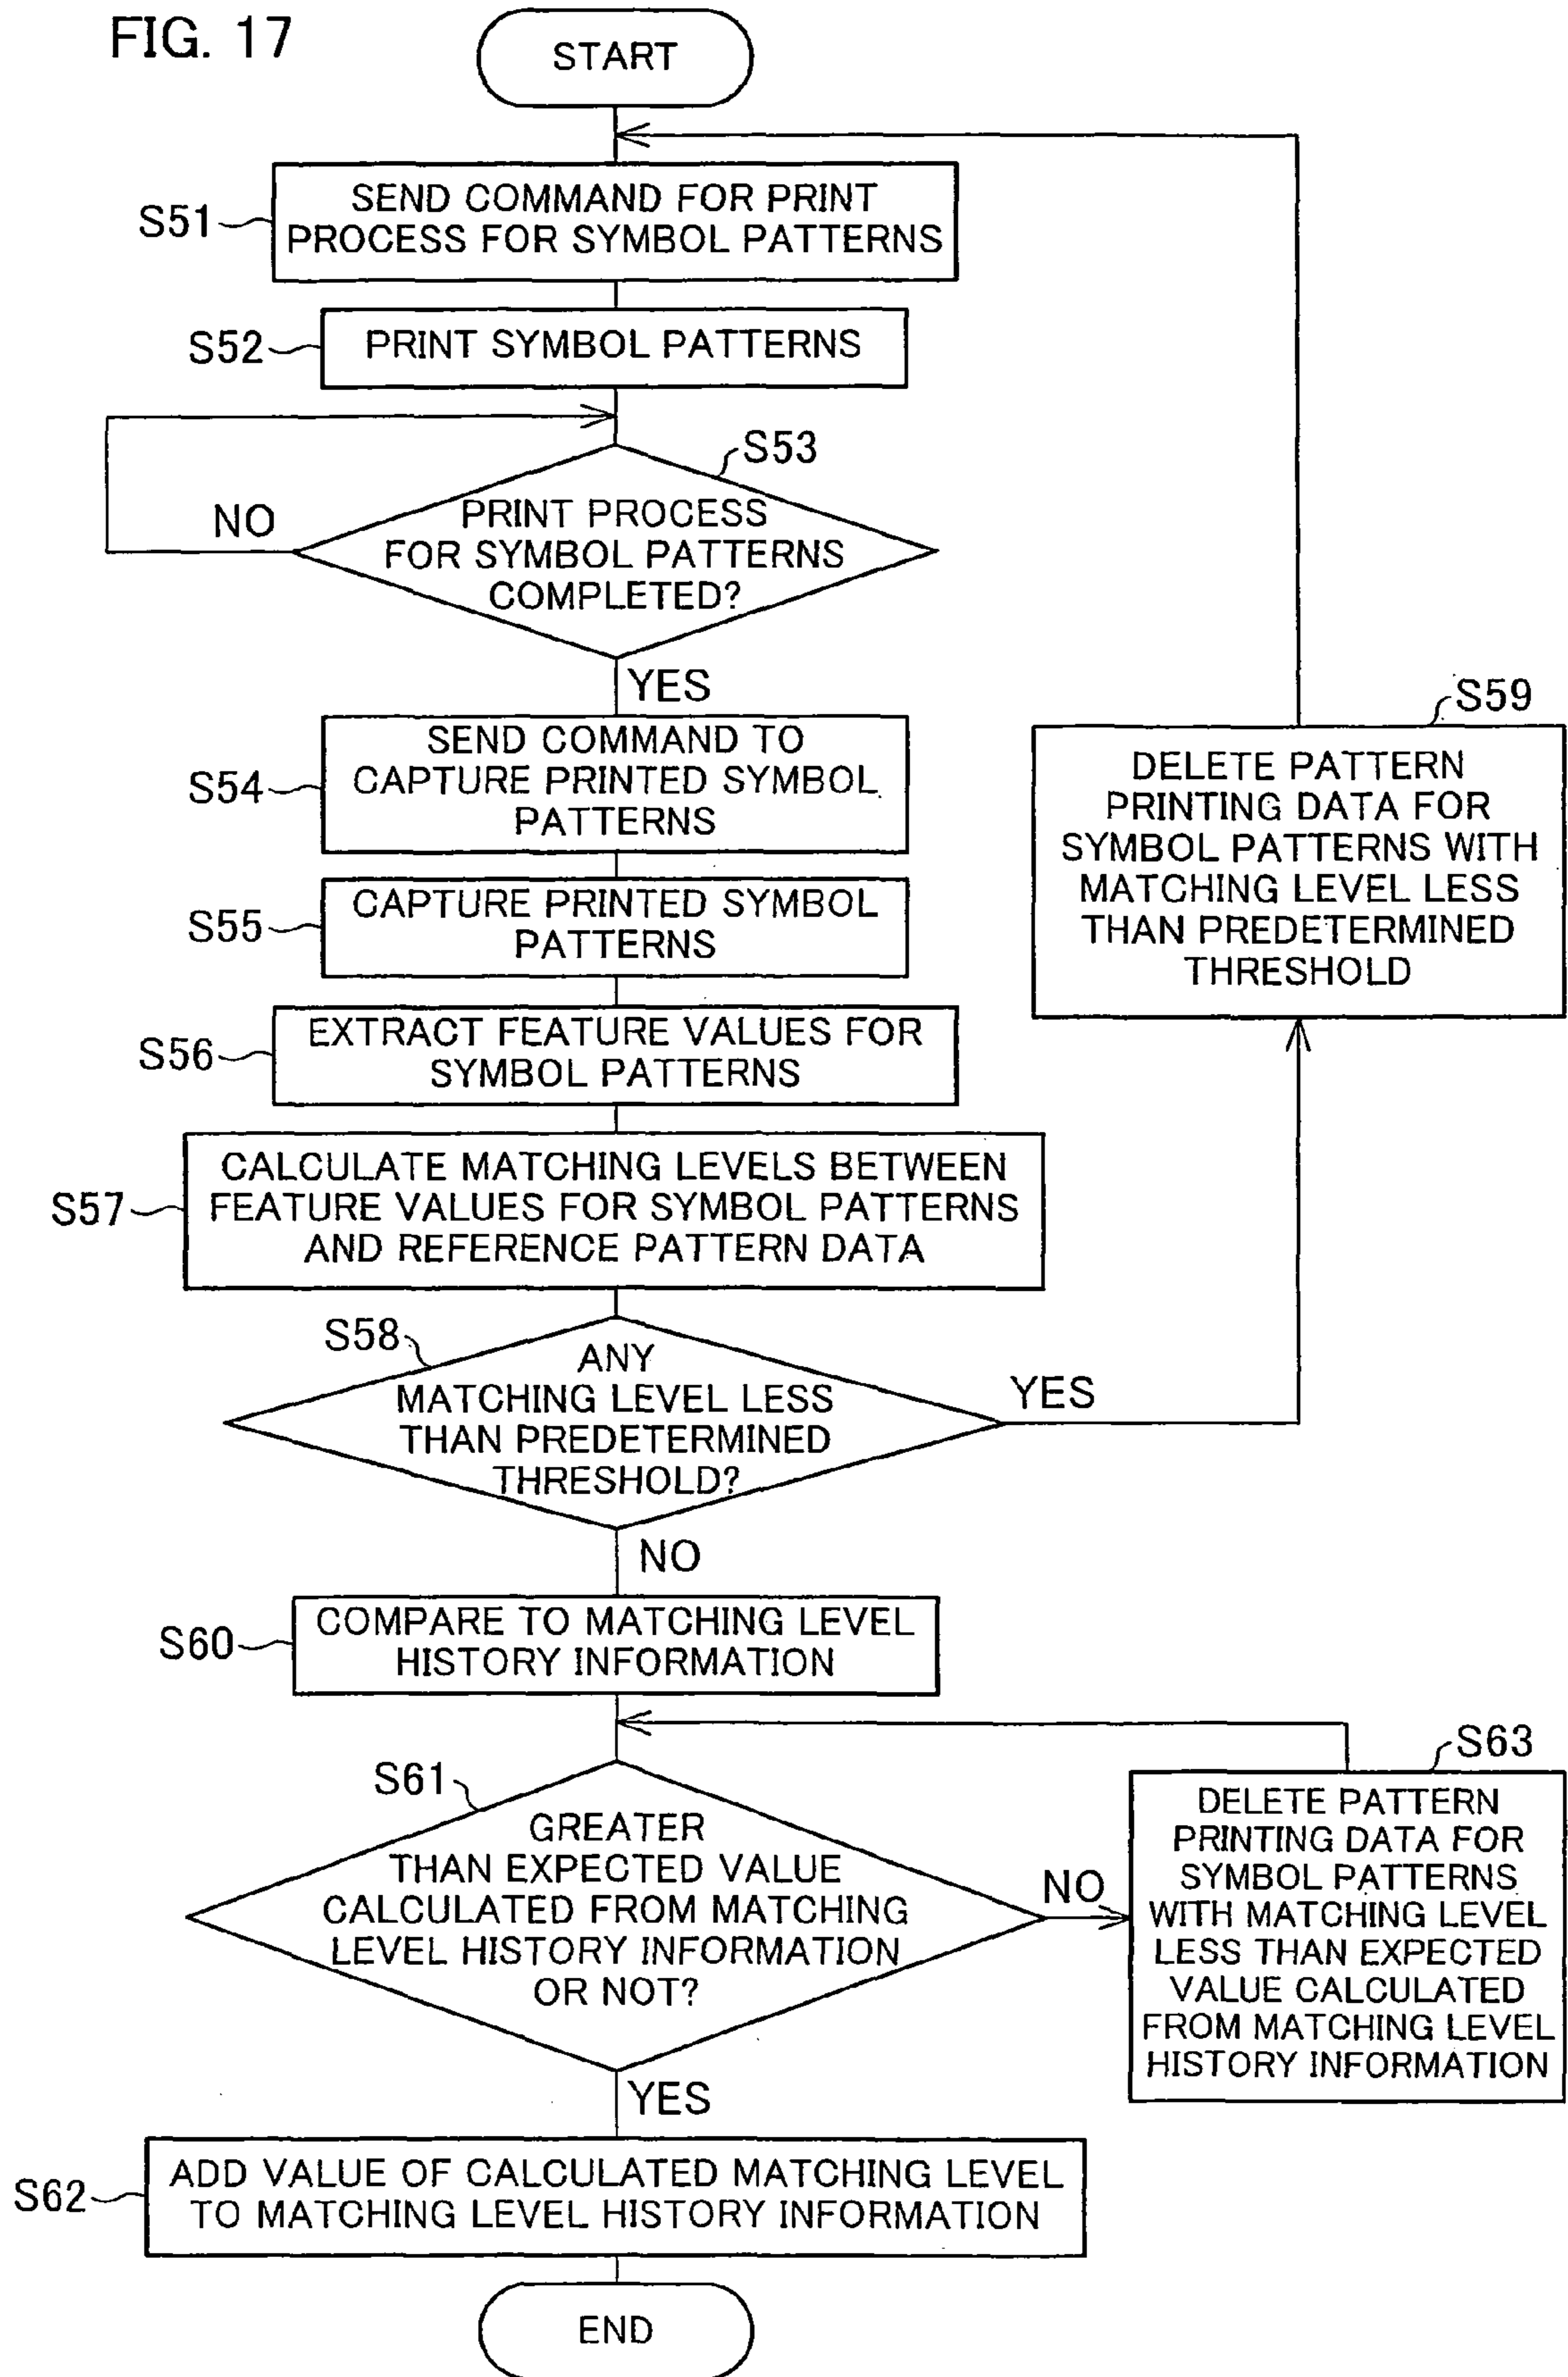 FIG. 17
START
S51
SEND COMMAND FOR PRINT
PROCESS FOR SYMBOL PATTERNS
S52
PRINT SYMBOL PATTERNS
S53
NO
PRINT PROCESS
FOR SYMBOL PATTERNS
COMPLETED?
YES
S54
SEND COMMAND TO
CAPTURE PRINTED SYMBOL
PATTERNS
S59
DELETE PATTERN
PRINTING DATA FOR
SYMBOL PATTERNS WITH
MATCHING LEVEL LESS
THAN PREDETERMINED
THRESHOLD
S55
CAPTURE PRINTED SYMBOL
PATTERNS
S56
EXTRACT FEATURE VALUES FOR
SYMBOL PATTERNS
S57
CALCULATE MATCHING LEVELS BETWEEN
FEATURE VALUES FOR SYMBOL PATTERNS
AND REFERENCE PATTERN DATA
S58
ANY
MATCHING LEVEL LESS
THAN PREDETERMINED
THRESHOLD?
YES
NO
S60
COMPARE TO MATCHING LEVEL
HISTORY INFORMATION
S61
GREATER
THAN EXPECTED VALUE
CALCULATED FROM MATCHING
LEVEL HISTORY INFORMATION
OR NOT?
NO
S63
DELETE PATTERN
PRINTING DATA FOR
SYMBOL PATTERNS
WITH MATCHING LEVEL
LESS THAN EXPECTED
VALUE CALCULATED
FROM MATCHING LEVEL
HISTORY INFORMATION
YES
S62
ADD VALUE OF CALCULATED MATCHING LEVEL
TO MATCHING LEVEL HISTORY INFORMATION
END